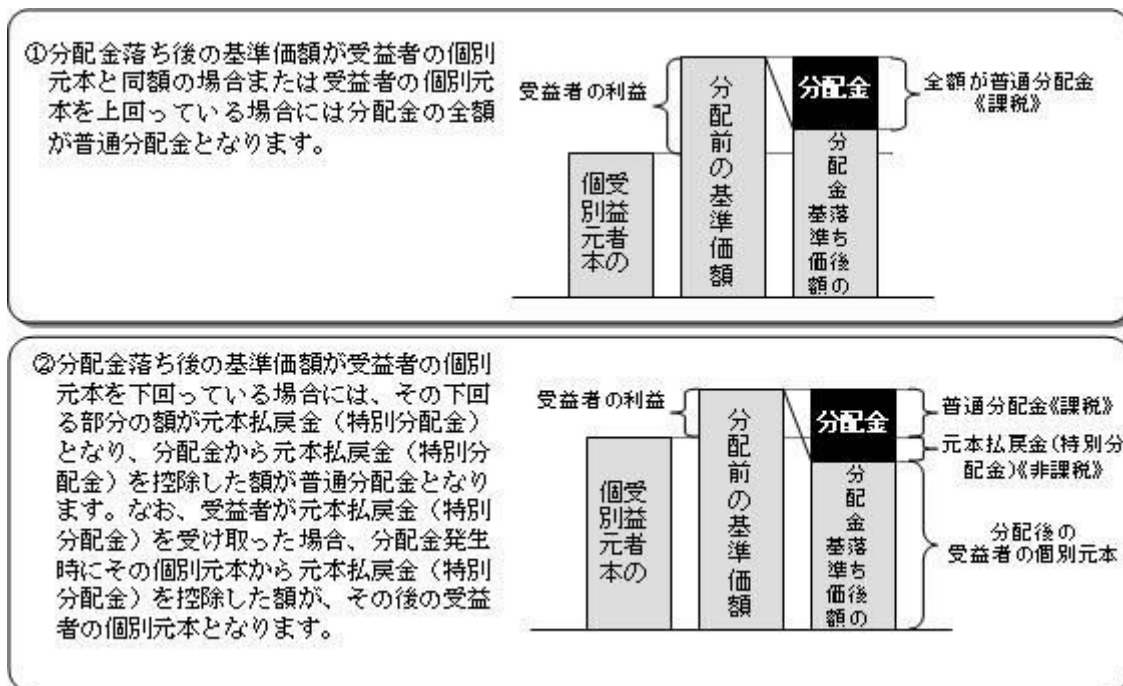 ①分配金落ち後の基準価額が受益者の個別
元本と同額の場合または受益者の個別元
本を上回っている場合には分配金の全額
が普通分配金となります。
受益者の利益
受益者の
個別元本
分配前の基準価額
分配金
分配金落ち後の
基準価額
全額が普通分配金
《課税》
②分配金落ち後の基準価額が受益者の個別
元本を下回っている場合には、その下回
る部分の額が元本払戻金（特別分配金）
となり、分配金から元本払戻金（特別分
配金）を控除した額が普通分配金となり
ます。なお、受益者が元本払戻金（特別
分配金）を受け取った場合、分配金発生
時にその個別元本から元本払戻金（特別
分配金）を控除した額が、その後の受益
者の個別元本となります。
受益者の利益
受益者の
個別元本
分配前の基準価額
分配金
分配金落ち後の
基準価額
普通分配金《課税》
元本払戻金(特別分
配金)《非課税》
分配後の
受益者の個別元本